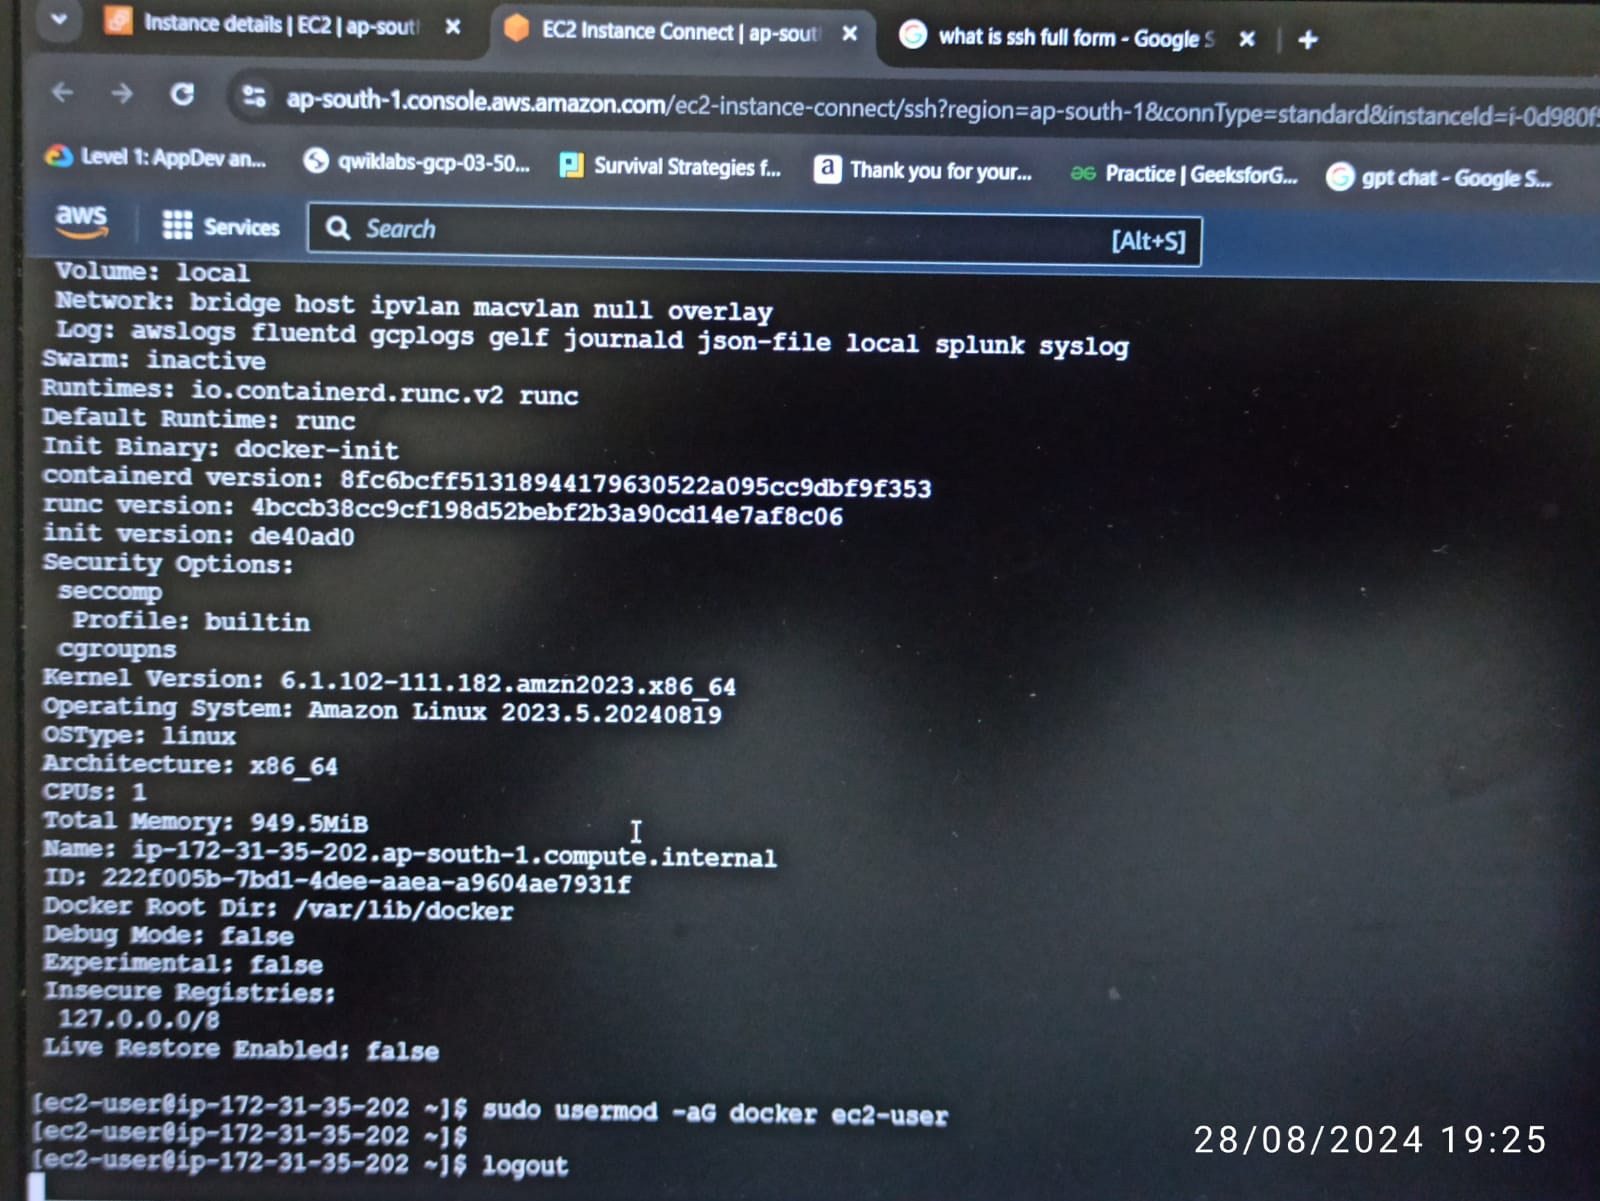 Instance details | EC2 | ap-sout
EC2 Instance Connect | ap-sout
what is ssh full form - Google S
ap-south-1.console.aws.amazon.com/ec2-instance-connect/ssh?region=ap-south-1&connType=standard&instanceId=i-0d980f
Level 1: AppDev an...
qwiklabs-gcp-03-50...
Survival Strategies f...
Thank you for your...
Practice | GeeksforG...
gpt chat - Google S...
aws
Services
Search
[Alt+S]
Volume: local
Network: bridge host ipvlan macvlan null overlay
Log: awslogs fluentd gcplogs gelf journald json-file local splunk syslog
Swarm: inactive
Runtimes: io.containerd.runc.v2 runc
Default Runtime: runc
Init Binary: docker-init
containerd version: 8fc6bcff51318944179630522a095cc9dbf9f353
runc version: 4bccb38cc9cf198d52bebf2b3a90cd14e7af8c06
init version: de40ad0
Security Options:
seccomp
Profile: builtin
cgroupns
Kernel Version: 6.1.102-111.182.amzn2023.x86_64
Operating System: Amazon Linux 2023.5.20240819
OSType: linux
Architecture: x86_64
CPUs: 1
Total Memory: 949.5MiB
Name: ip-172-31-35-202.ap-south-1.compute.internal
ID: 222f005b-7bd1-4dee-aaea-a9604ae7931f
Docker Root Dir: /var/lib/docker
Debug Mode: false
Experimental: false
Insecure Registries:
127.0.0.0/8
Live Restore Enabled: false
[ec2-user@ip-172-31-35-202 ~]$ sudo usermod -aG docker ec2-user
[ec2-user@ip-172-31-35-202 ~]$
[ec2-user@ip-172-31-35-202 ~]$ logout
28/08/2024 19:25